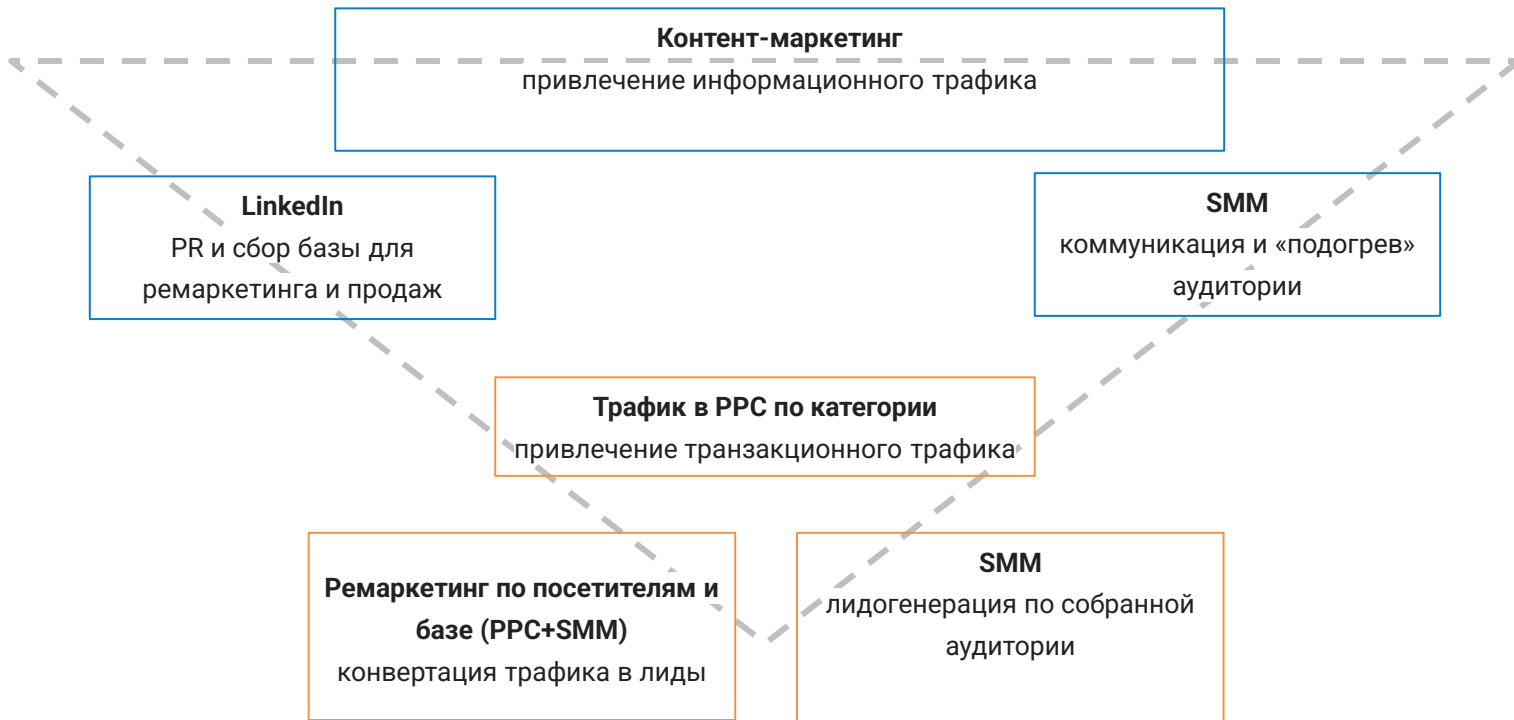 Контент-маркетинг
привлечение информационного трафика
LinkedIn
PR и сбор базы для
ремаркетинга и продаж
SMM
коммуникация и «подогрев»
аудитории
Трафик в PPC по категории
привлечение транзакционного трафика
Ремаркетинг по посетителям и
базе (PPC+SMM)
конвертация трафика в лиды
SMM
лидогенерация по собранной
аудитории